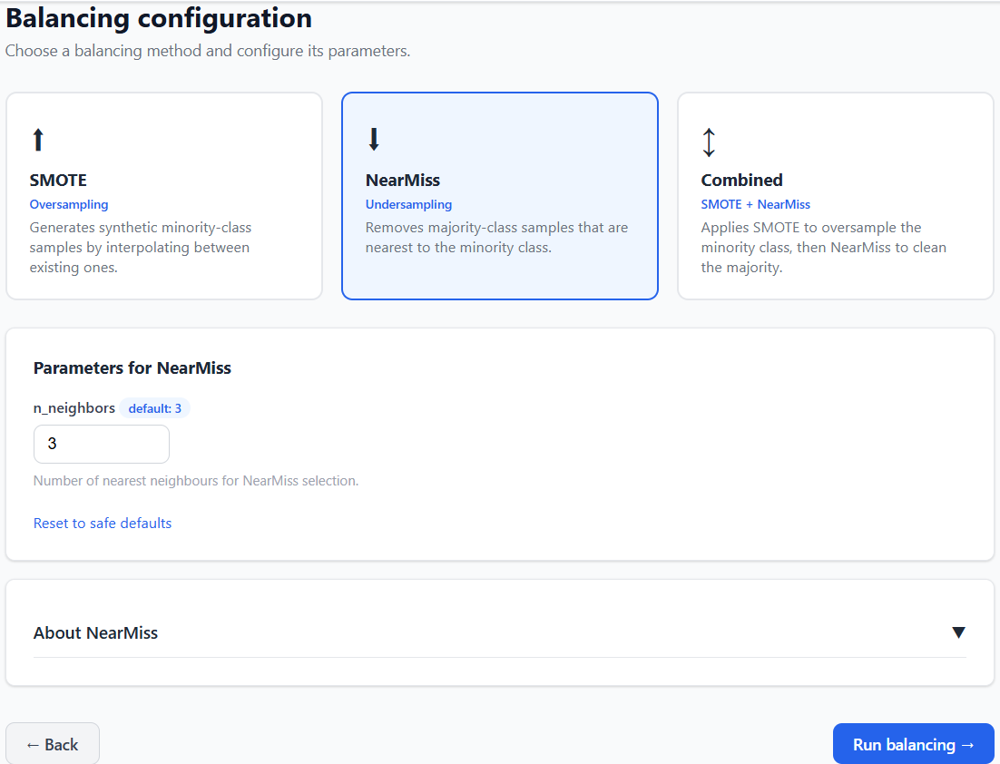 Balancing configuration
Choose a balancing method and configure its parameters.
SMOTE
Oversampling
Generates synthetic minority-class
samples by interpolating between
existing ones.
NearMiss
Undersampling
Removes majority-class samples that are
nearest to the minority class.
Combined
SMOTE + NearMiss
Applies SMOTE to oversample the
minority class, then NearMiss to clean
the majority.
Parameters for NearMiss
n_neighbors default: 3
3
Number of nearest neighbours for NearMiss selection.
Reset to safe defaults
About NearMiss
← Back
Run balancing →